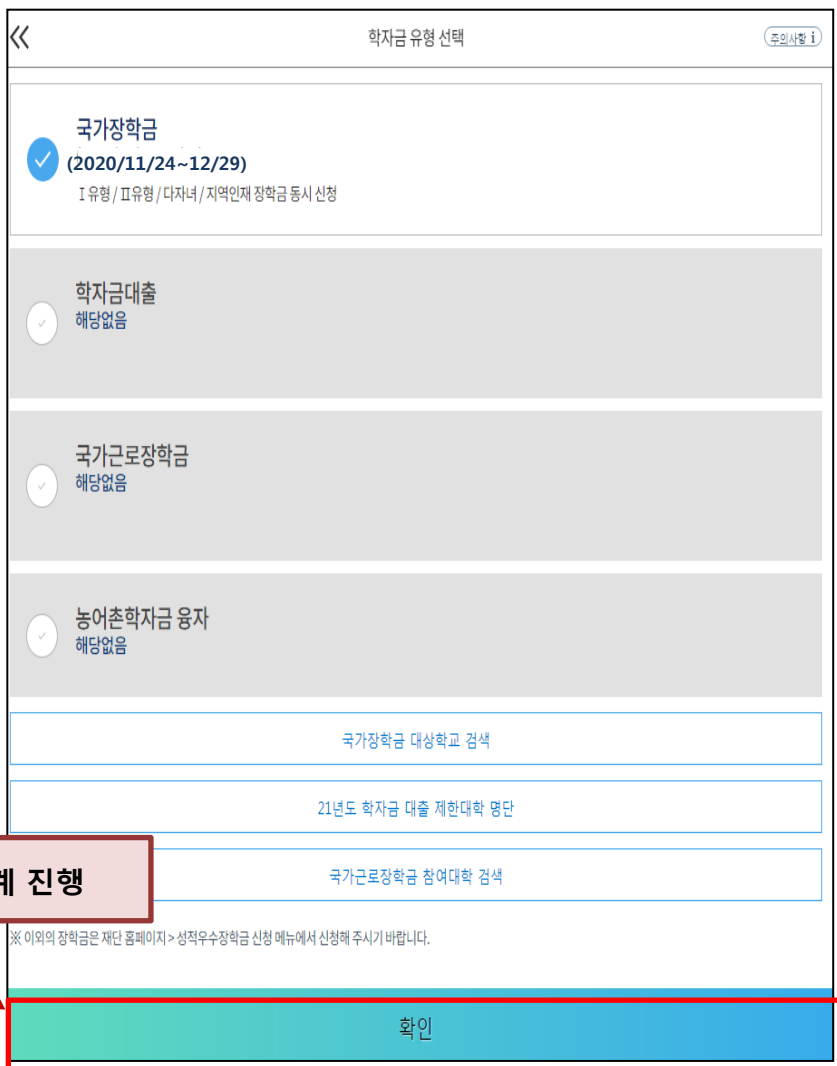 학자금 유형 선택
주의사항 i
국가장학금
(2020/11/24~12/29)
Ⅰ유형 / Ⅱ유형 / 다자녀 / 지역인재 장학금 동시 신청
학자금대출
해당없음
국가근로장학금
해당없음
농어촌학자금 융자
해당없음
국가장학금 대상학교 검색
21년도 학자금 대출 제한대학 명단
국가근로장학금 참여대학 검색
계 진행
※ 이외의 장학금은 재단 홈페이지 > 성적우수장학금 신청 메뉴에서 신청해 주시기 바랍니다.
확인